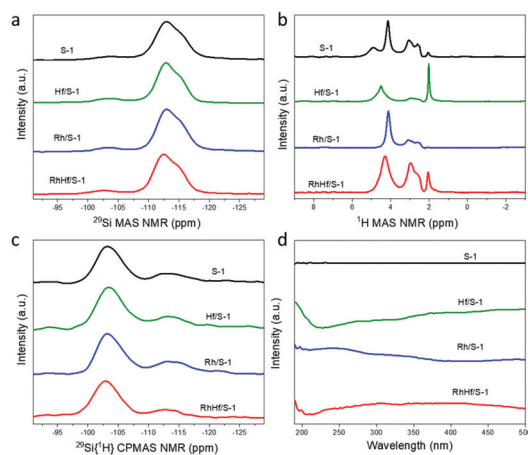 a
S-1
Hf/S-1
Rh/S-1
RhHf/S-1
Intensity (a.u.)
-95 -100 -105 -110 -115 -120 -125
²⁹Si MAS NMR (ppm)
b
S-1
Hf/S-1
Rh/S-1
RhHf/S-1
Intensity (a.u.)
8 6 4 2 0 -2
¹H MAS NMR (ppm)
c
S-1
Hf/S-1
Rh/S-1
RhHf/S-1
Intensity (a.u.)
-95 -100 -105 -110 -115 -120 -125
²⁹Si{¹H} CPMAS NMR (ppm)
d
S-1
Hf/S-1
Rh/S-1
RhHf/S-1
Intensity (a.u.)
200 250 300 350 400 450 500
Wavelength (nm)